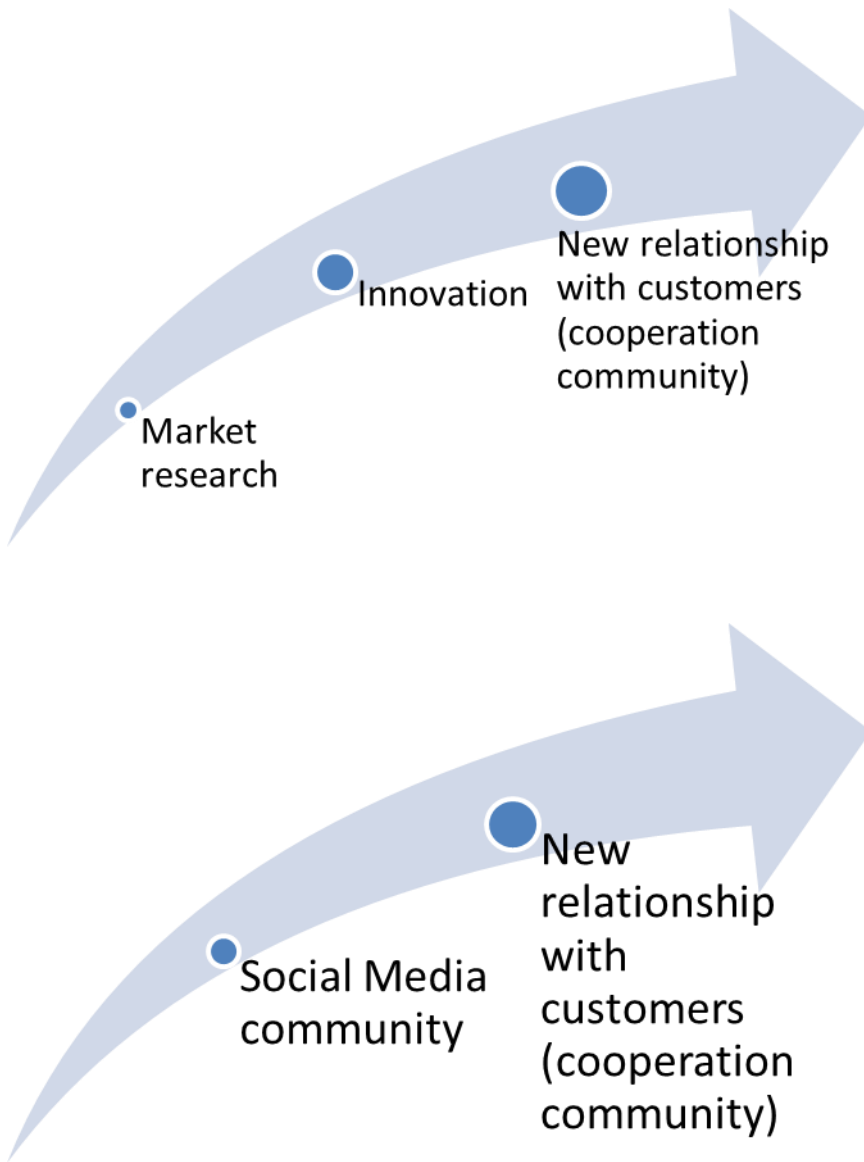 New relationship
with customers
(cooperation
community)
Innovation
Market
research
New
relationship
with
customers
(cooperation
community)
Social Media
community